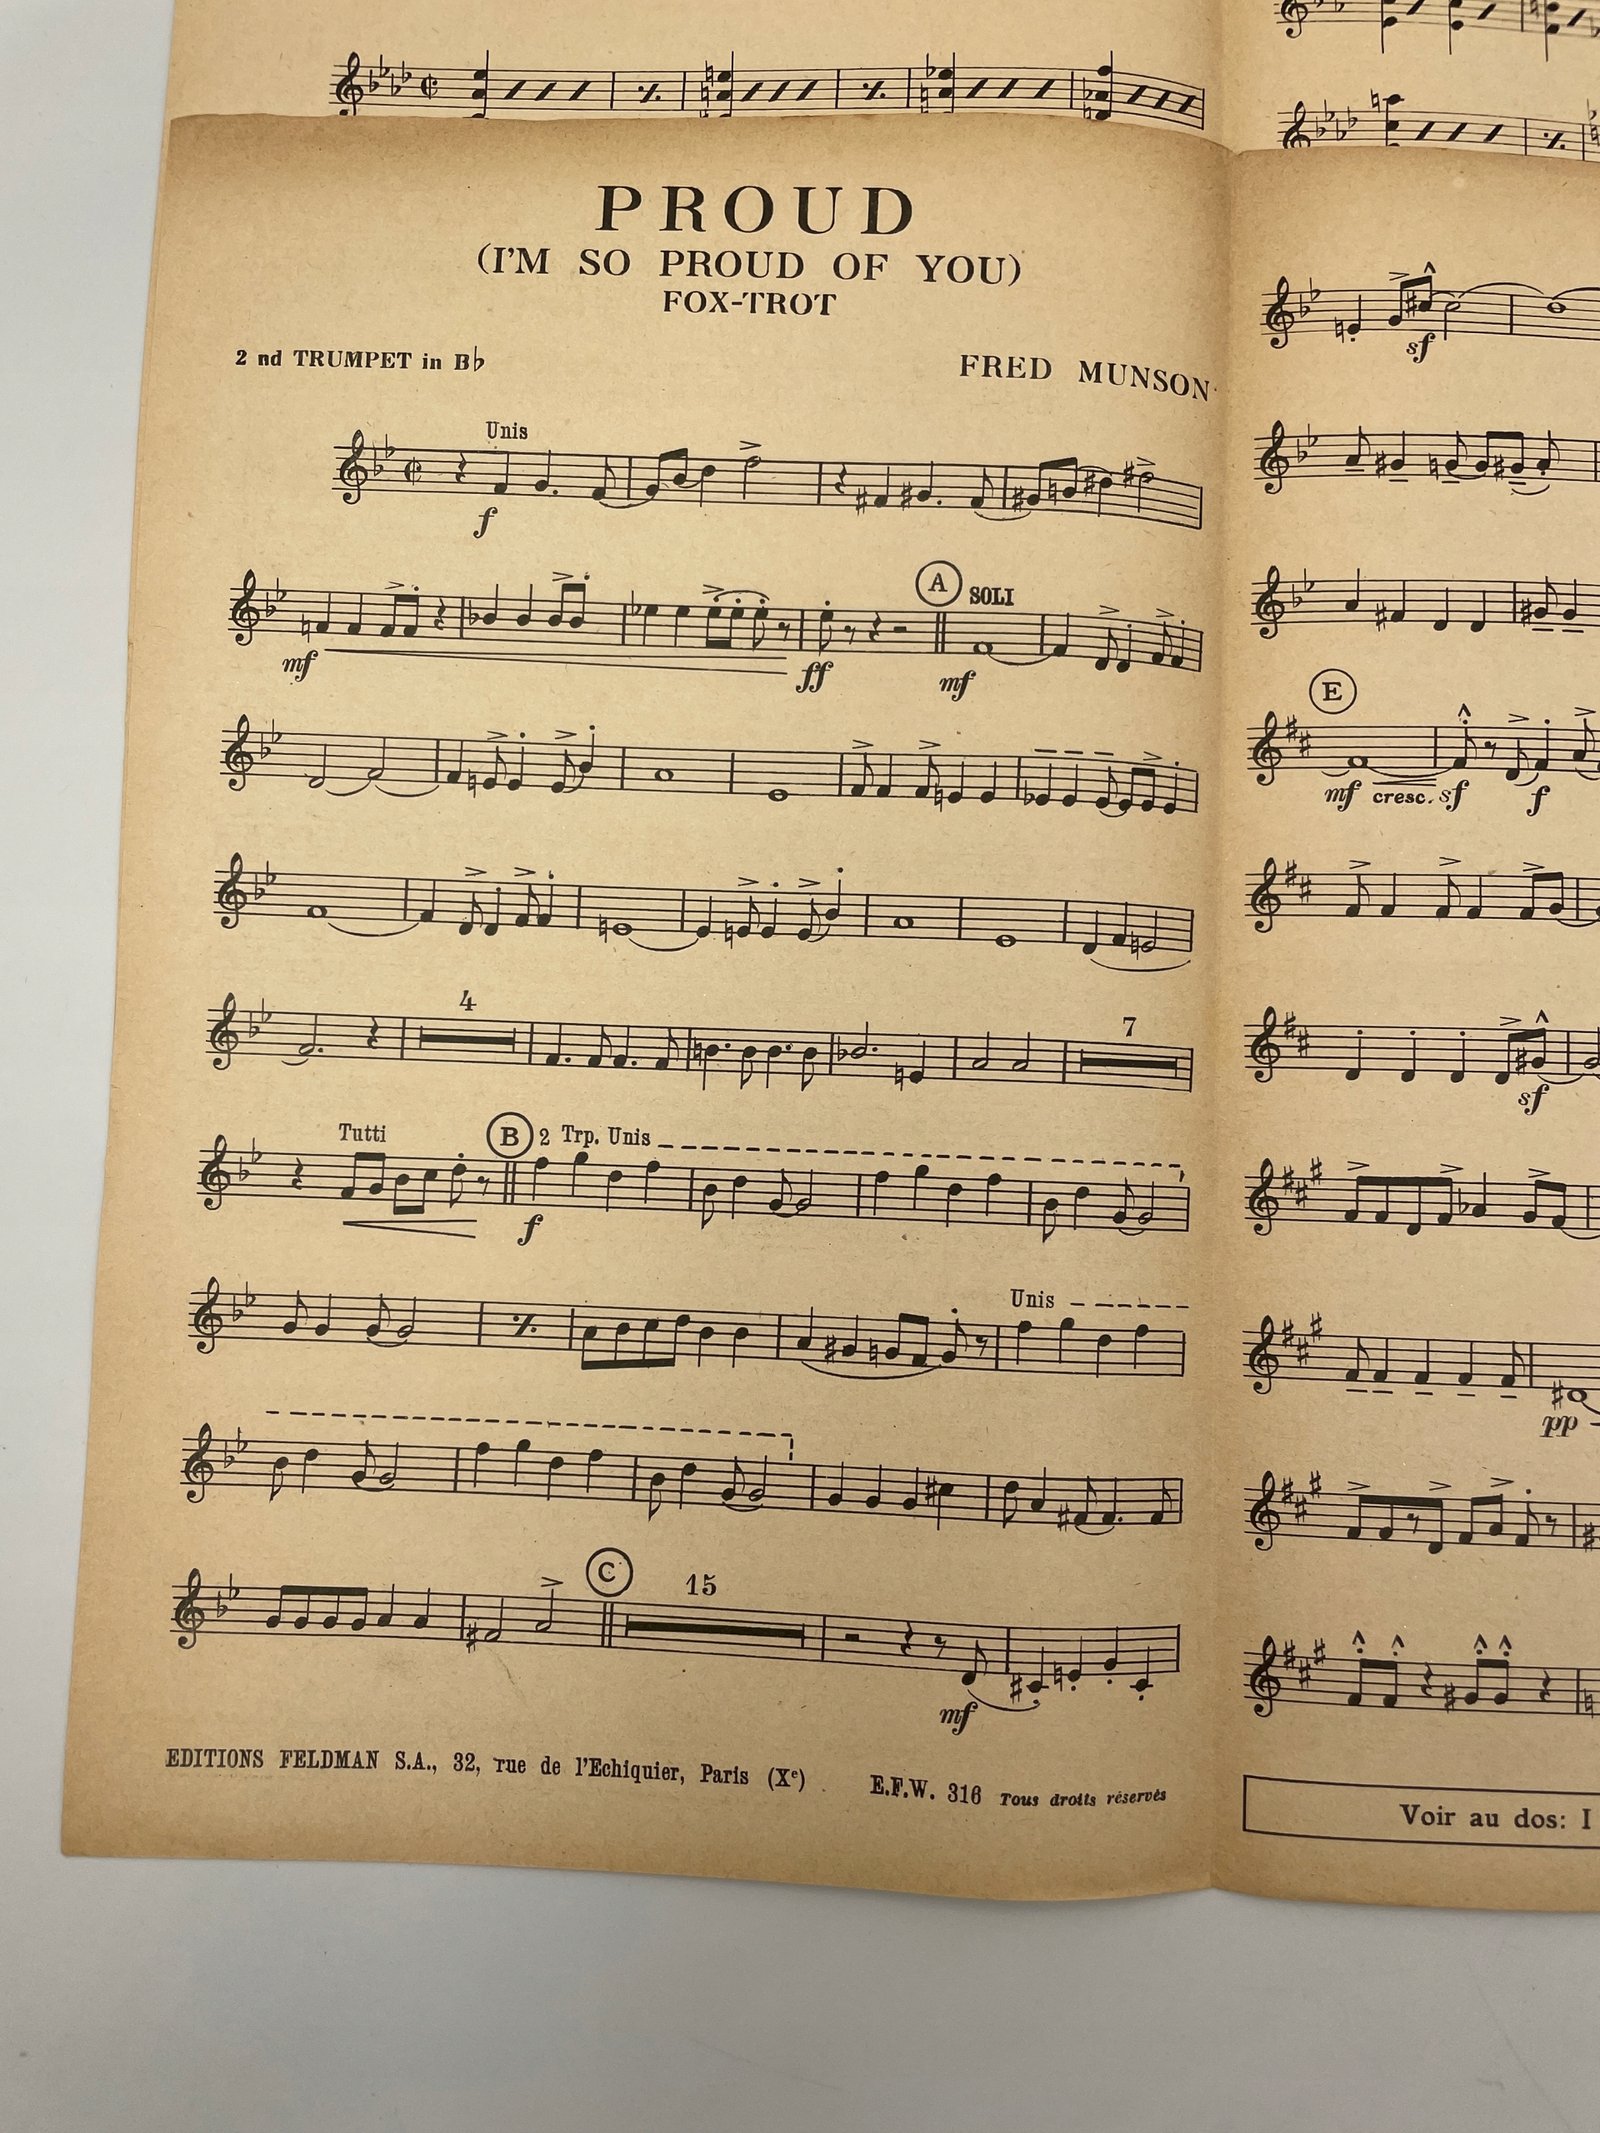 PROUD
(I'M SO PROUD OF YOU)
FOX-TROT
2 nd TRUMPET in B♭
FRED MUNSON
Unis
f
sf
A SOLI
mf
ff
mf
E
mf cresc. sf f
4
7
sf
Tutti
B 2 Trp. Unis
f
Unis
pp
C
15
mf
EDITIONS FELDMAN S.A., 32, rue de l'Echiquier, Paris (Xe)
E.F.W. 316 Tous droits réservés
Voir au dos: I